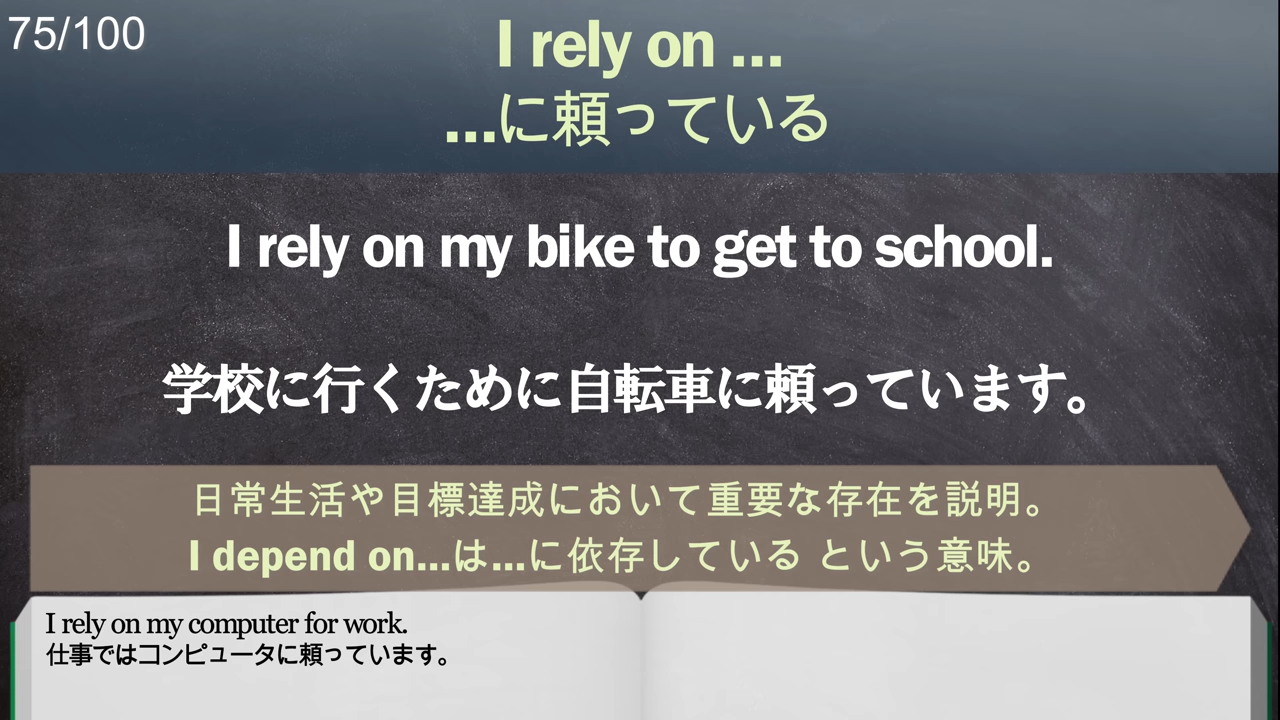 75/100
I rely on ...
...に頼っている
I rely on my bike to get to school.
学校に行くために自転車に頼っています。
日常生活や目標達成において重要な存在を説明。
I depend on...は...に依存している という意味。
I rely on my computer for work.
仕事ではコンピュータに頼っています。